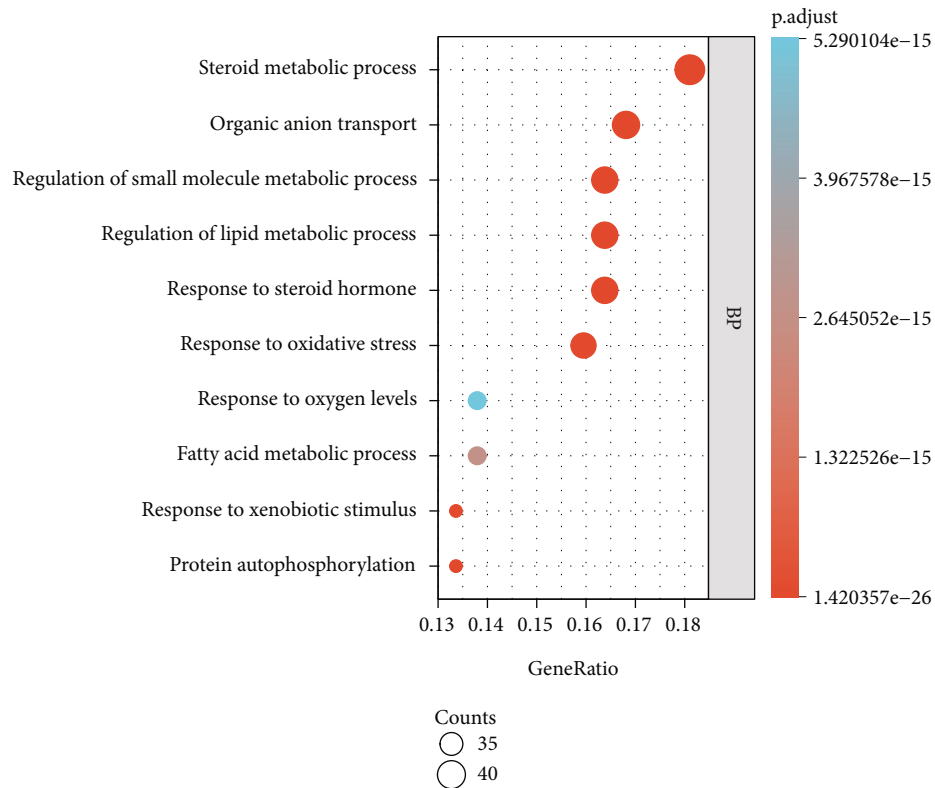 p.adjust
5.290104e−15
3.967578e−15
2.645052e−15
1.322526e−15
1.420357e−26
Steroid metabolic process
Organic anion transport
Regulation of small molecule metabolic process
Regulation of lipid metabolic process
Response to steroid hormone
Response to oxidative stress
Response to oxygen levels
Fatty acid metabolic process
Response to xenobiotic stimulus
Protein autophosphorylation
BP
0.13 0.14 0.15 0.16 0.17 0.18
GeneRatio
Counts
35
40